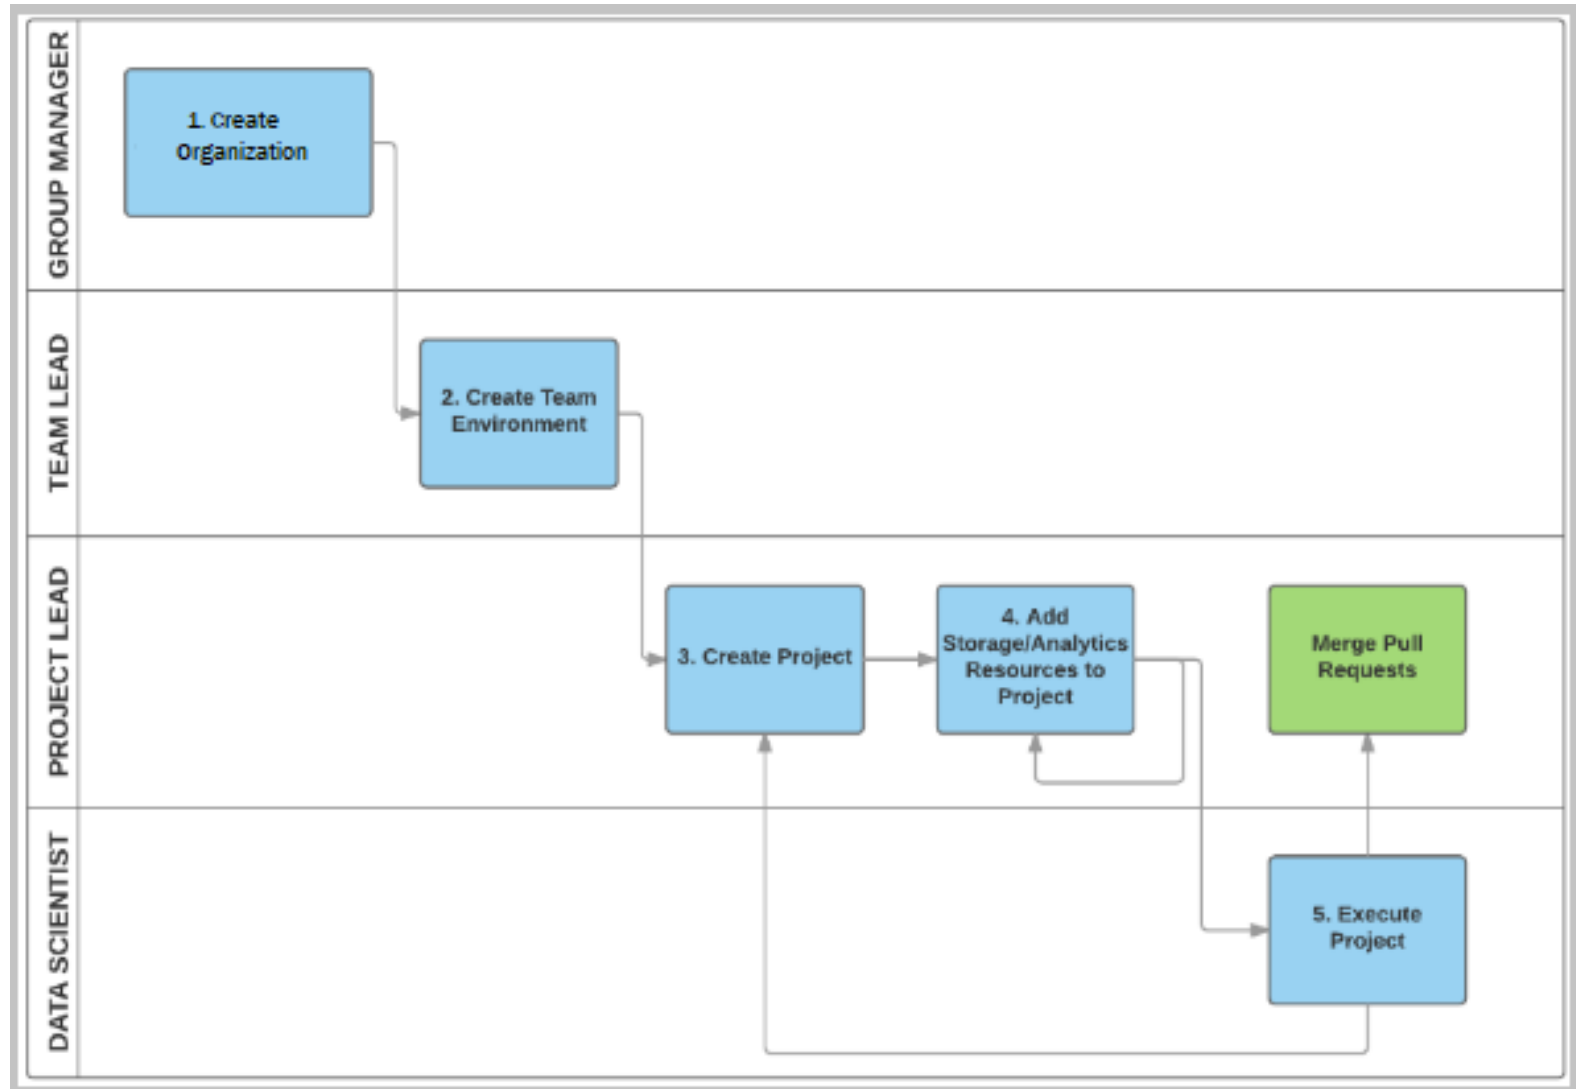 GROUP MANAGER
1. Create
Organization
TEAM LEAD
2. Create Team
Environment
PROJECT LEAD
3. Create Project
4. Add
Storage/Analytics
Resources to
Project
Merge Pull
Requests
DATA SCIENTIST
5. Execute
Project